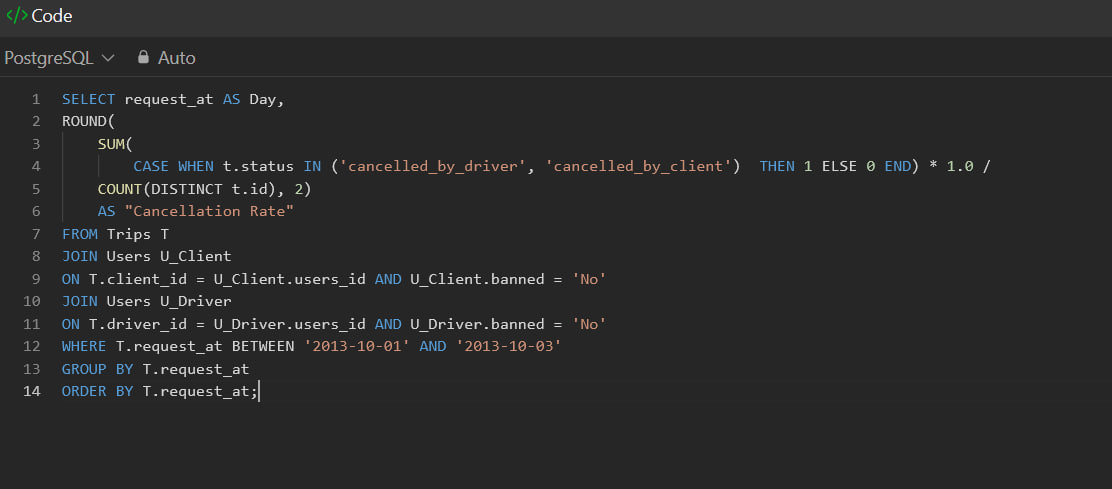 </> Code
PostgreSQL Auto
1 SELECT request_at AS Day,
2 ROUND(
3 SUM(
4 CASE WHEN t.status IN ('cancelled_by_driver', 'cancelled_by_client')  THEN 1 ELSE 0 END) * 1.0 /
5 COUNT(DISTINCT t.id), 2)
6 AS "Cancellation Rate"
7 FROM Trips T
8 JOIN Users U_Client
9 ON T.client_id = U_Client.users_id AND U_Client.banned = 'No'
10 JOIN Users U_Driver
11 ON T.driver_id = U_Driver.users_id AND U_Driver.banned = 'No'
12 WHERE T.request_at BETWEEN '2013-10-01' AND '2013-10-03'
13 GROUP BY T.request_at
14 ORDER BY T.request_at;